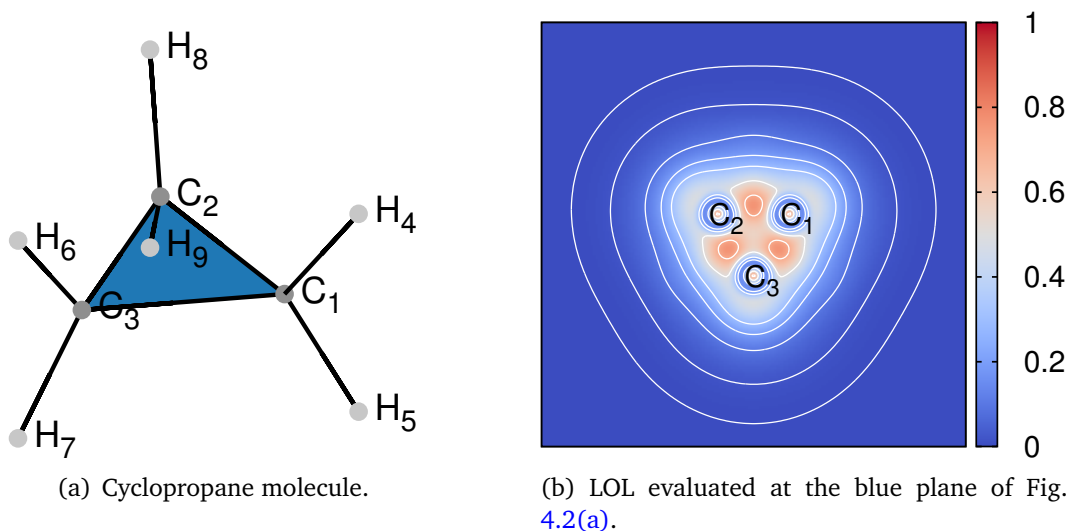 H8
C2
H4
H6
H9
C3
C1
H5
H7
(a) Cyclopropane molecule.
1
0.8
0.6
0.4
0.2
0
C2
C1
C3
(b) LOL evaluated at the blue plane of Fig.
4.2(a).